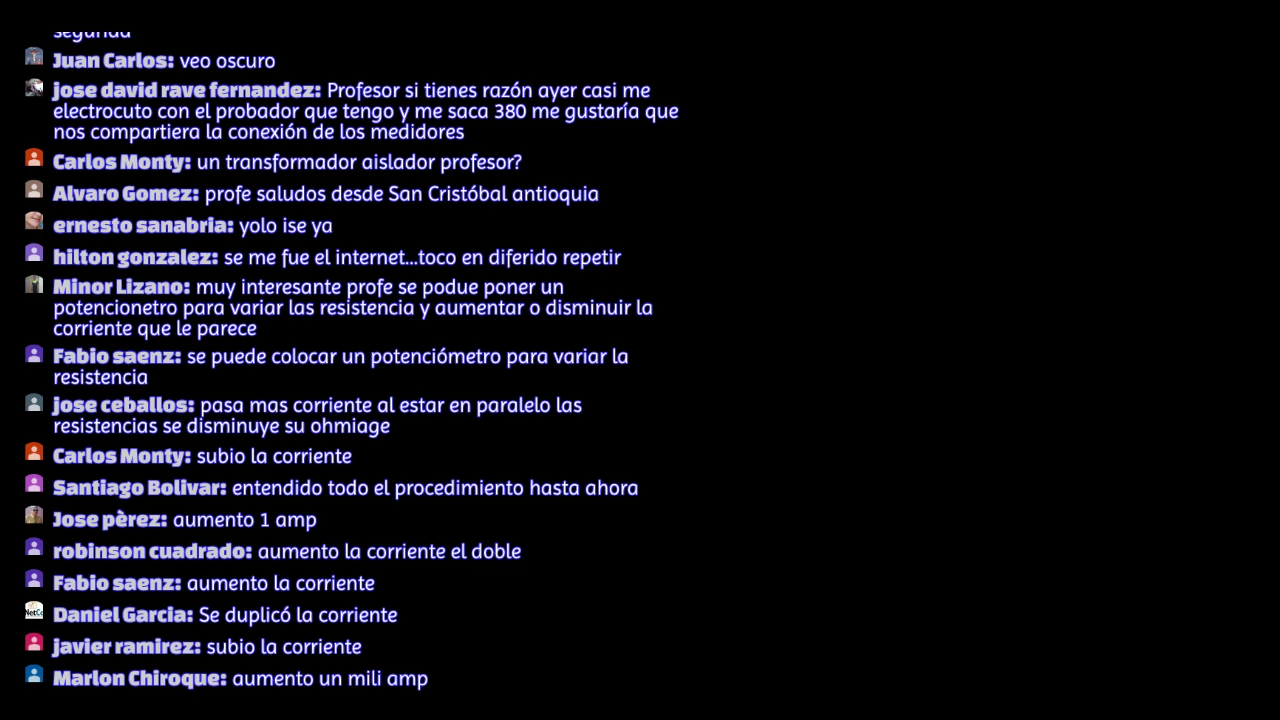 segunda
Juan Carlos: veo oscuro
jose david rave fernandez: Profesor si tienes razón ayer casi me
electrocuto con el probador que tengo y me saca 380 me gustaría que
nos compartiera la conexión de los medidores
Carlos Monty: un transformador aislador profesor?
Alvaro Gomez: profe saludos desde San Cristóbal antioquia
ernesto sanabria: yolo ise ya
hilton gonzalez: se me fue el internet...toco en diferido repetir
Minor Lizano: muy interesante profe se podue poner un
potencionetro para variar las resistencia y aumentar o disminuir la
corriente que le parece
Fabio saenz: se puede colocar un potenciómetro para variar la
resistencia
jose ceballos: pasa mas corriente al estar en paralelo las
resistencias se disminuye su ohmiage
Carlos Monty: subio la corriente
Santiago Bolivar: entendido todo el procedimiento hasta ahora
Jose pèrez: aumento 1 amp
robinson cuadrado: aumento la corriente el doble
Fabio saenz: aumento la corriente
Daniel Garcia: Se duplicó la corriente
javier ramirez: subio la corriente
Marlon Chiroque: aumento un mili amp